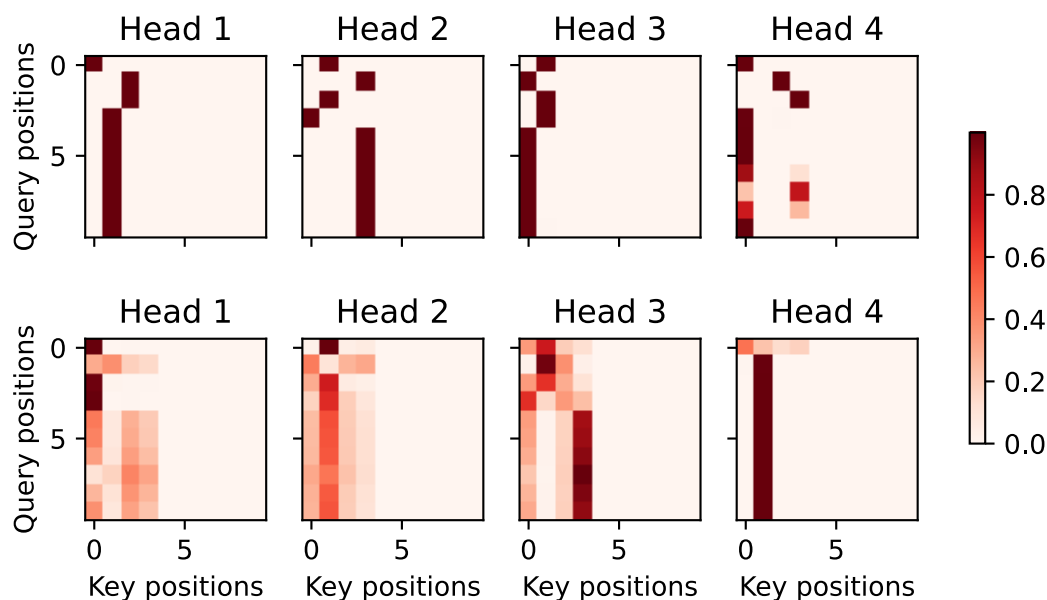 Head 1 Head 2 Head 3 Head 4
Query positions
0
5
0.8
0.6
0.4
0.2
0.0
Head 1 Head 2 Head 3 Head 4
Query positions
0
5
0 5 0 5 0 5 0 5
Key positions Key positions Key positions Key positions